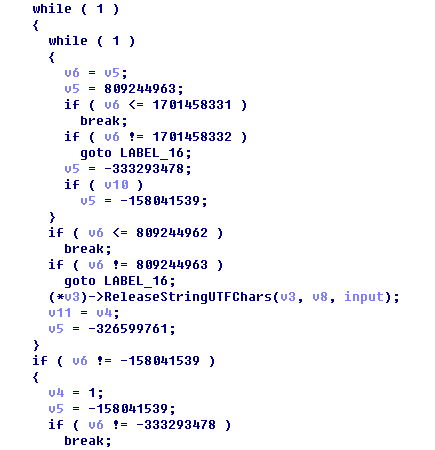 while ( 1 )
{
while ( 1 )
{
v6 = v5;
v5 = 809244963;
if ( v6 <= 1701458331 )
break;
if ( v6 != 1701458332 )
goto LABEL_16;
v5 = -333293478;
if ( v10 )
v5 = -158041539;
}
if ( v6 <= 809244962 )
break;
if ( v6 != 809244963 )
goto LABEL_16;
(*v3)->ReleaseStringUTFChars(v3, v8, input);
v11 = v4;
v5 = -326599761;
}
if ( v6 != -158041539 )
{
v4 = 1;
v5 = -158041539;
if ( v6 != -333293478 )
break;